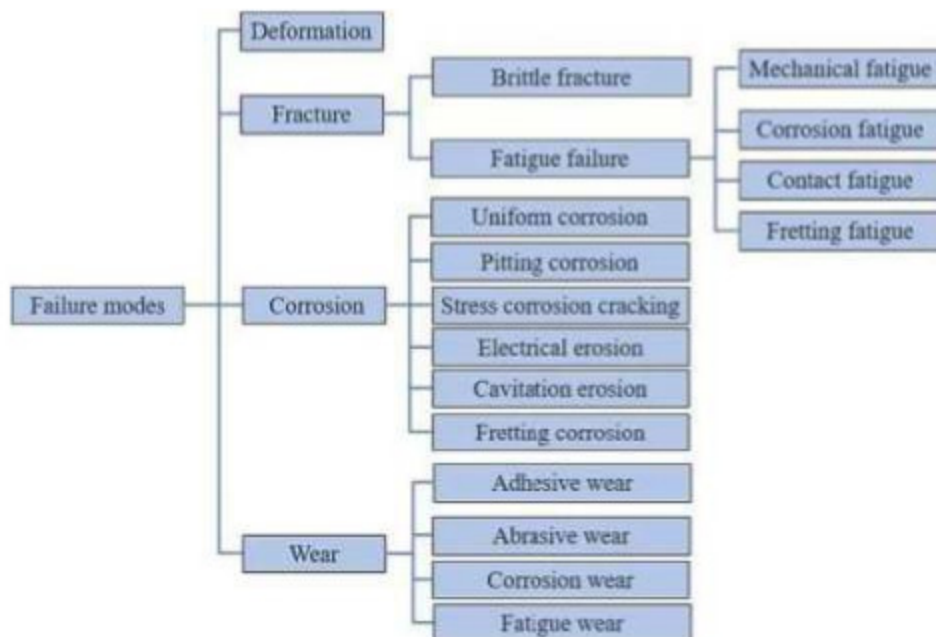 Failure modes
Deformation
Fracture
Brittle fracture
Fatigue failure
Mechanical fatigue
Corrosion fatigue
Contact fatigue
Fretting fatigue
Corrosion
Uniform corrosion
Pitting corrosion
Stress corrosion cracking
Electrical erosion
Cavitation erosion
Fretting corrosion
Wear
Adhesive wear
Abrasive wear
Corrosion wear
Fatigue wear